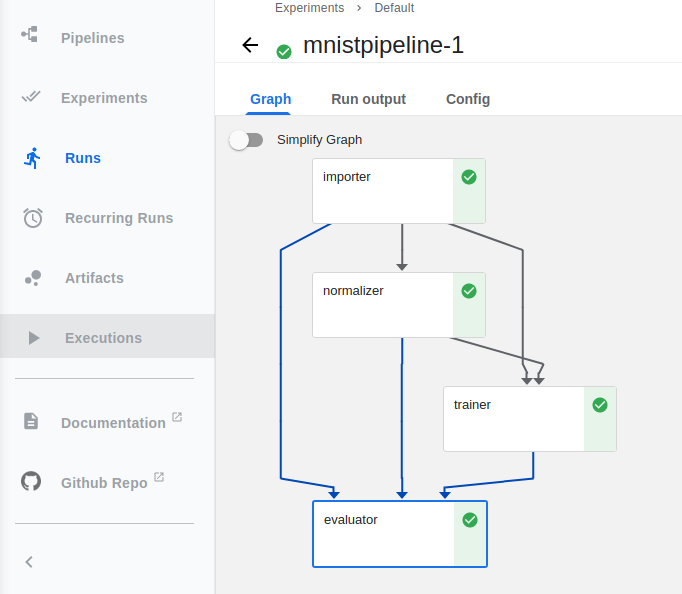 Experiments > Default
mnistpipeline-1
Graph Run output Config
Simplify Graph
Pipelines
Experiments
Runs
Recurring Runs
Artifacts
Executions
Documentation
Github Repo
importer
normalizer
trainer
evaluator